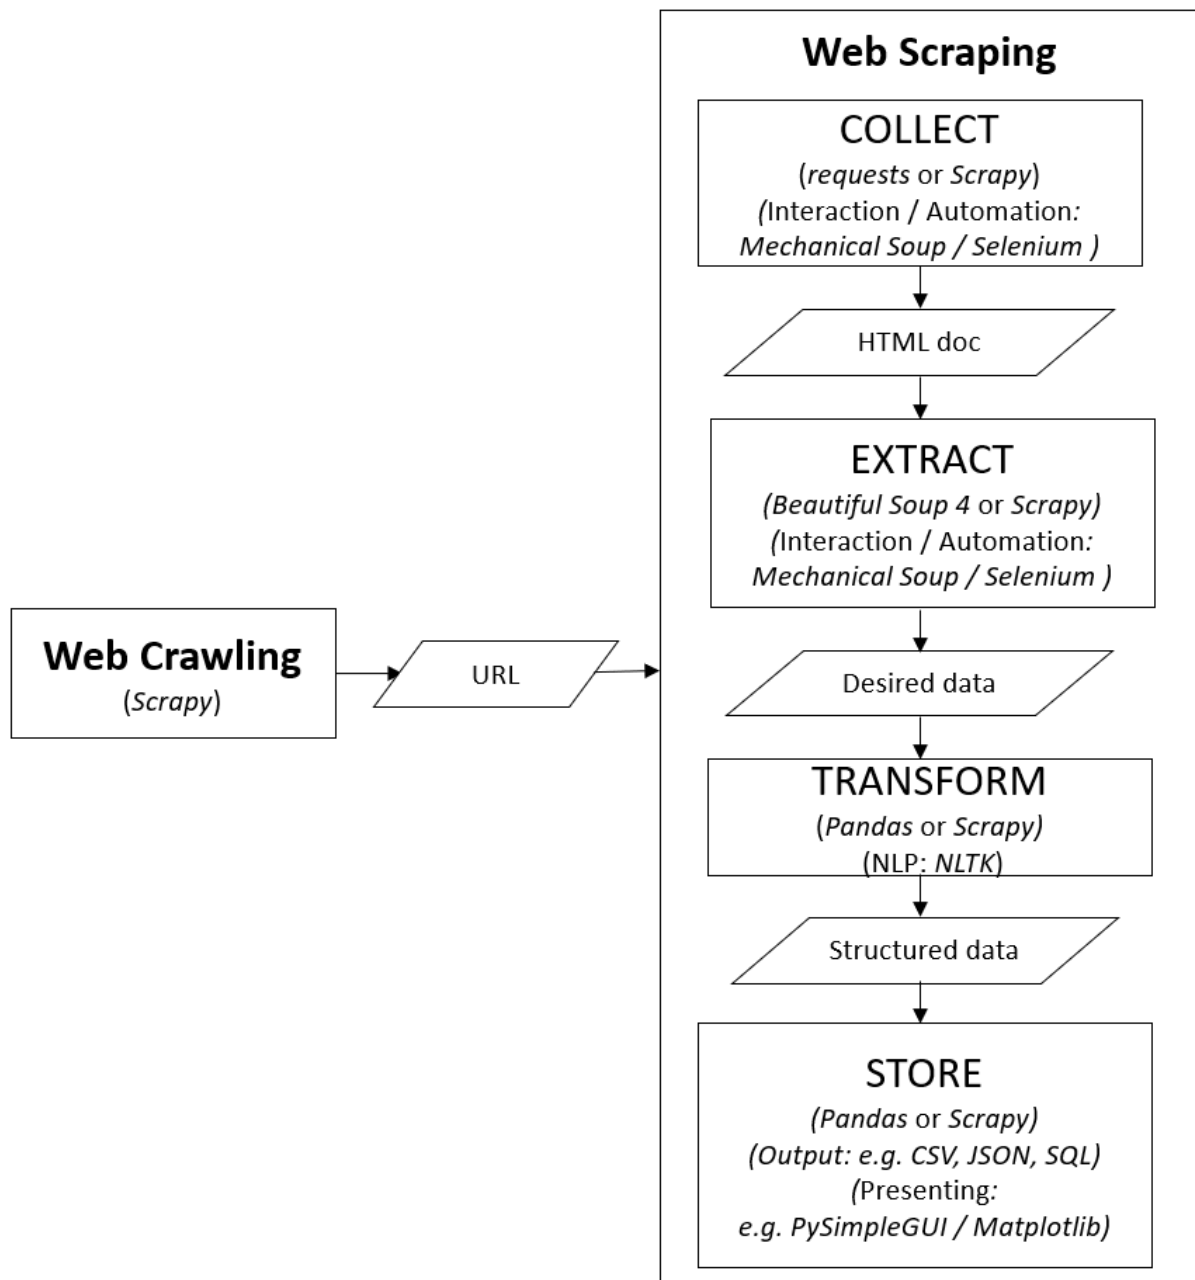 Web Scraping
COLLECT
(requests or Scrapy)
(Interaction / Automation:
Mechanical Soup / Selenium )
HTML doc
EXTRACT
(Beautiful Soup 4 or Scrapy)
(Interaction / Automation:
Mechanical Soup / Selenium )
Web Crawling
(Scrapy)
URL
Desired data
TRANSFORM
(Pandas or Scrapy)
(NLP: NLTK)
Structured data
STORE
(Pandas or Scrapy)
(Output: e.g. CSV, JSON, SQL)
(Presenting:
e.g. PySimpleGUI / Matplotlib)